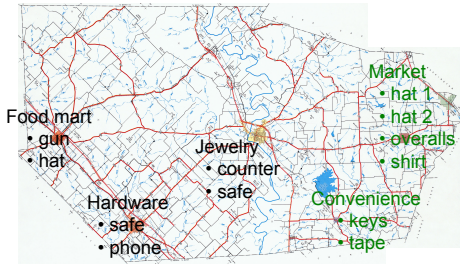 Food mart
• gun
• hat
Hardware
• safe
• phone
Jewelry
• counter
• safe
Market
• hat 1
• hat 2
• overalls
• shirt
Convenience
• keys
• tape